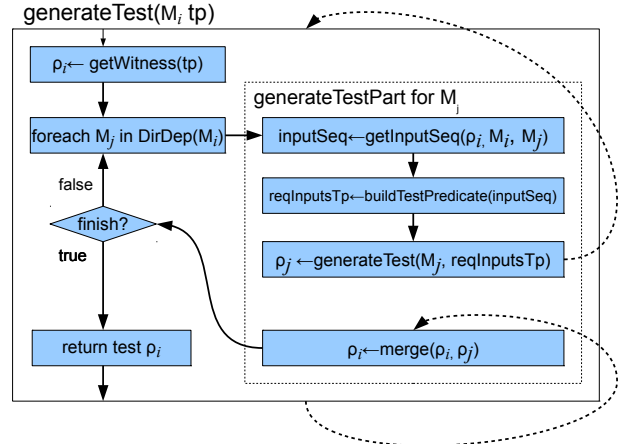 generateTest(Mᵢ tp)
ρᵢ← getWitness(tp)
generateTestPart for Mⱼ
foreach Mⱼ in DirDep(Mᵢ)
inputSeq←getInputSeq(ρᵢ, Mᵢ, Mⱼ)
false
reqInputsTp←buildTestPredicate(inputSeq)
finish?
true
ρⱼ ←generateTest(Mⱼ, reqInputsTp)
return test ρᵢ
ρᵢ←merge(ρᵢ, ρⱼ)